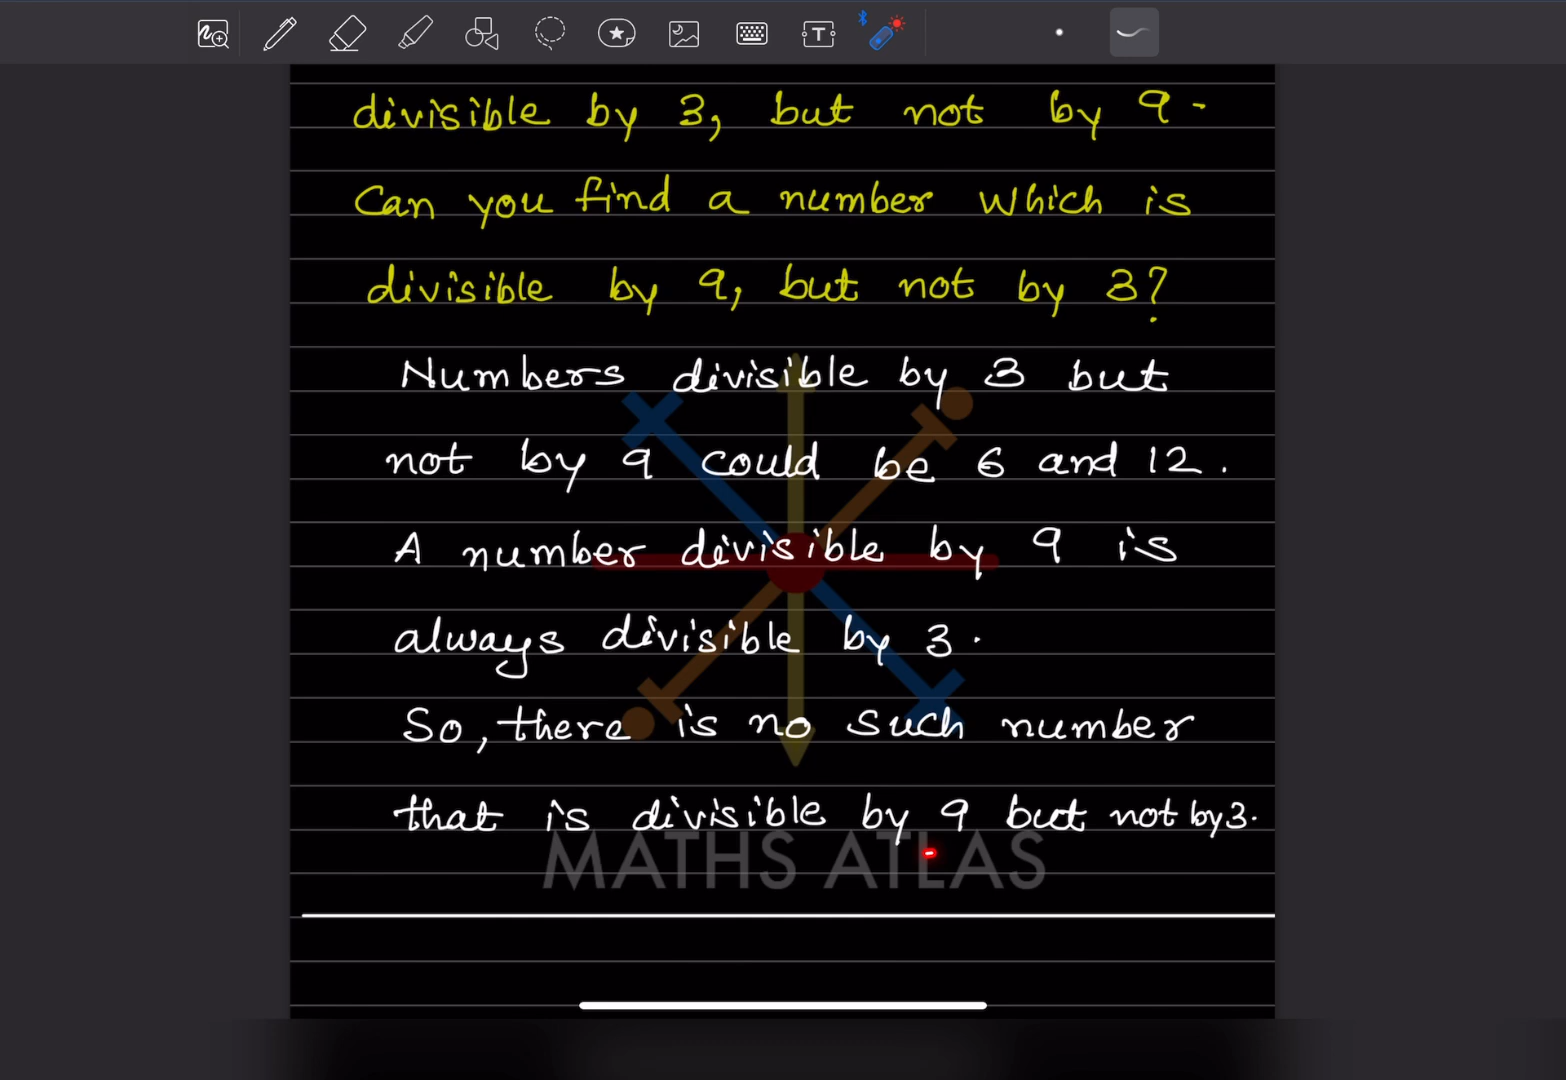 divisible by 3, but not by 9.
Can you find a number which is
divisible by 9, but not by 3?
Numbers divisible by 3 but
not by 9 could be 6 and 12.
A number divisible by 9 is
always divisible by 3.
So, there is no such number
that is divisible by 9 but not by 3.
MATHS ATLAS